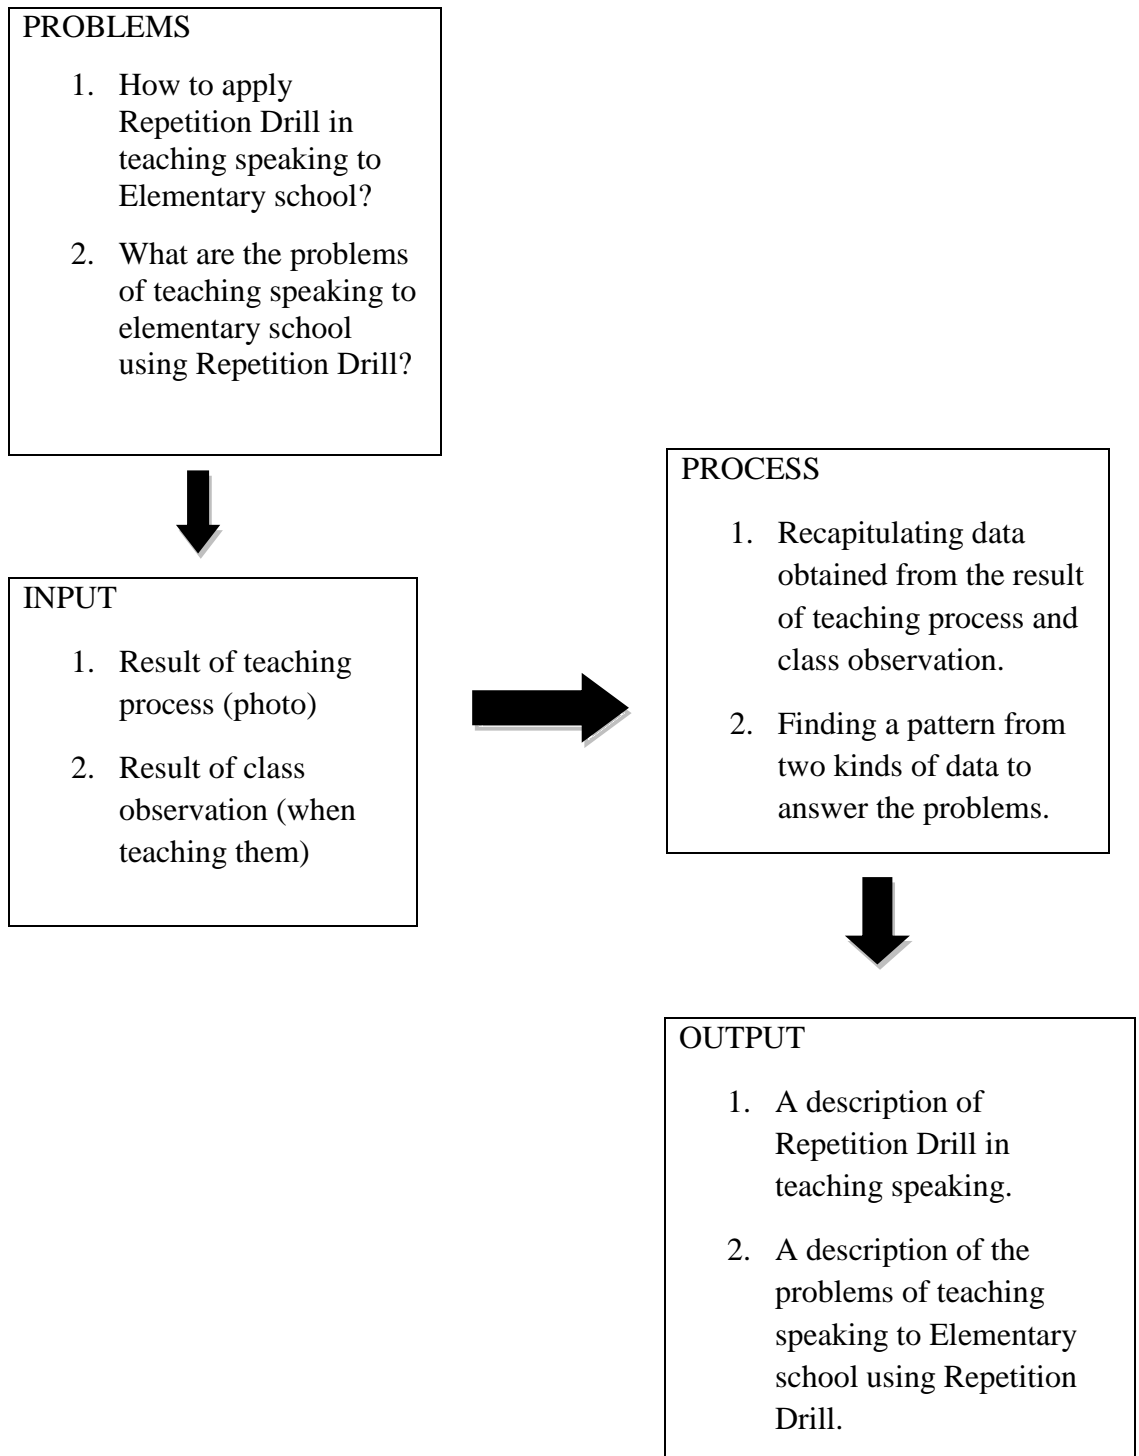 PROBLEMS
1. How to apply
Repetition Drill in
teaching speaking to
Elementary school?
2. What are the problems
of teaching speaking to
elementary school
using Repetition Drill?
INPUT
1. Result of teaching
process (photo)
2. Result of class
observation (when
teaching them)
PROCESS
1. Recapitulating data
obtained from the result
of teaching process and
class observation.
2. Finding a pattern from
two kinds of data to
answer the problems.
OUTPUT
1. A description of
Repetition Drill in
teaching speaking.
2. A description of the
problems of teaching
speaking to Elementary
school using Repetition
Drill.